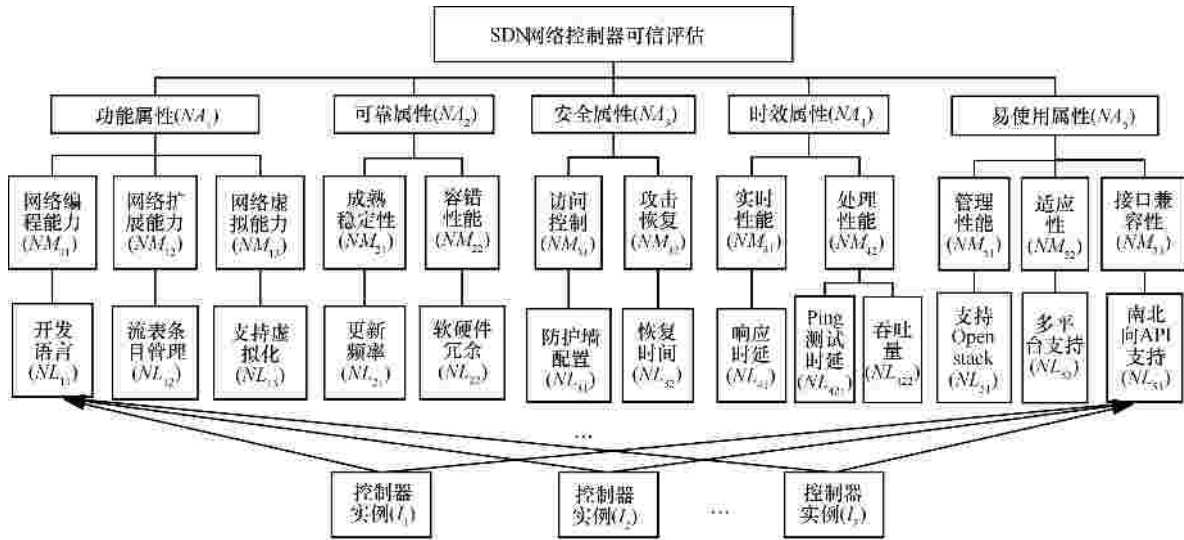 SDN网络控制器可信评估
功能属性(NA₁)
可靠属性(NA₂)
安全属性(NA₃)
时效属性(NA₄)
易使用属性(NA₅)
网络编
程能力
(NM₁₁)
网络扩
展能力
(NM₁₂)
网络虚
拟能力
(NM₁₃)
成熟
稳定性
(NM₂₁)
容错
性能
(NM₂₂)
访问
控制
(NM₃₁)
攻击
恢复
(NM₃₂)
实时
性能
(NM₄₁)
处理
性能
(NM₄₂)
管理
性能
(NM₅₁)
适应
性
(NM₅₂)
接口兼
容性
(NM₅₃)
开发
语言
(NL₁₁)
流表条
目管理
(NL₁₂)
支持虚
拟化
(NL₁₃)
更新
频率
(NL₂₁)
软硬件
冗余
(NL₂₂)
防护墙
配置
(NL₃₁)
恢复
时间
(NL₃₂)
响应
时延
(NL₄₁)
Ping
测试
时延
(NL₄₂₁)
吞吐
量
(NL₄₂₂)
支持
Open
stack
(NL₅₁)
多平
台支持
(NL₅₂)
南北
向API
支持
(NL₅₃)
...
控制器
实例(I₁)
控制器
实例(I₂)
...
控制器